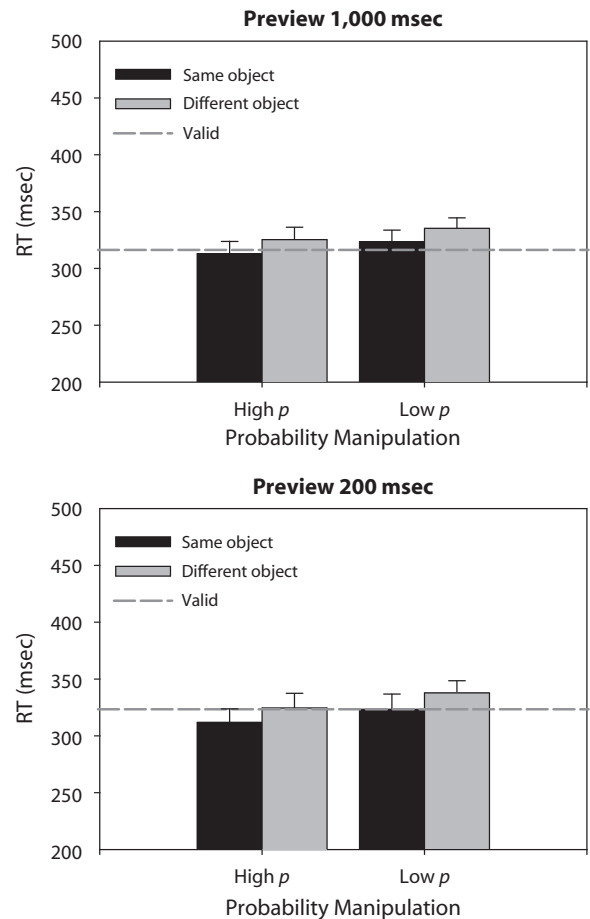 Preview 1,000 msec
500
450
400
350
300
250
200
RT (msec)
Same object
Different object
Valid
High p
Low p
Probability Manipulation
Preview 200 msec
500
450
400
350
300
250
200
RT (msec)
Same object
Different object
Valid
High p
Low p
Probability Manipulation